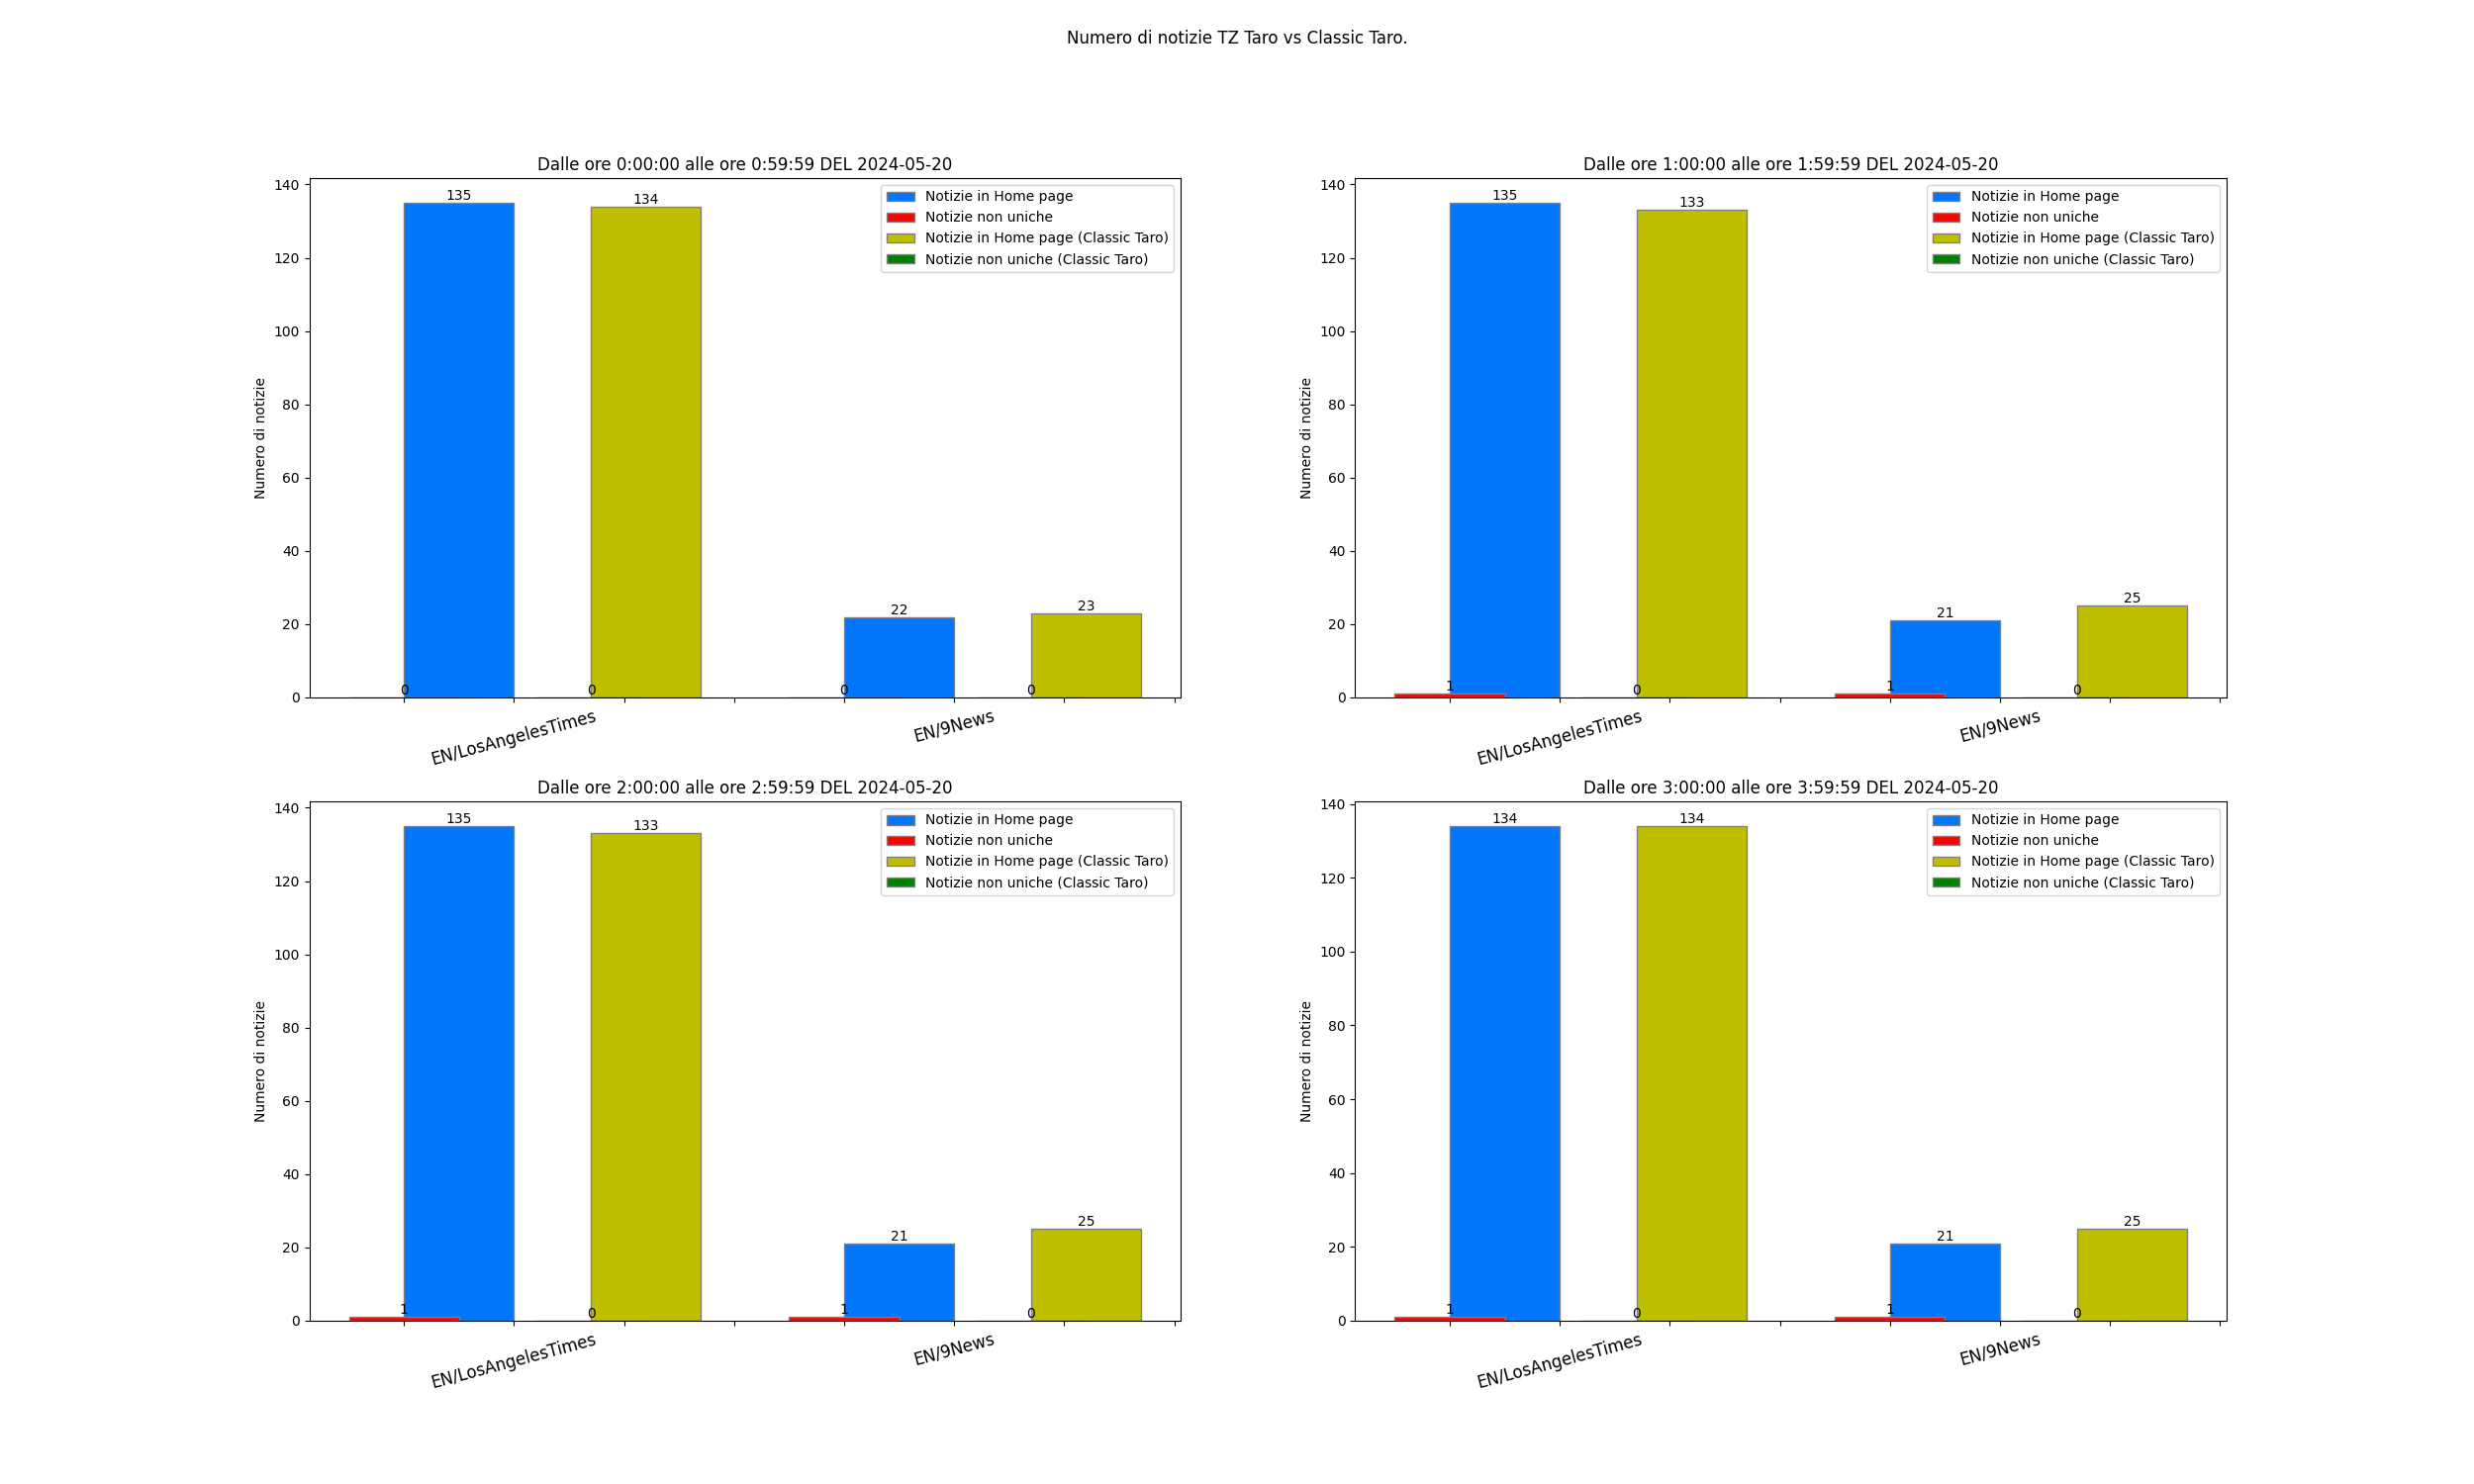 Numero di notizie TZ Taro vs Classic Taro.
Dalle ore 0:00:00 alle ore 0:59:59 DEL 2024-05-20
140
120
100
80
60
40
20
0
Numero di notizie
135
134
22
23
0
0
0
0
Notizie in Home page
Notizie non uniche
Notizie in Home page (Classic Taro)
Notizie non uniche (Classic Taro)
EN/LosAngelesTimes
EN/9News
Dalle ore 1:00:00 alle ore 1:59:59 DEL 2024-05-20
140
120
100
80
60
40
20
0
Numero di notizie
135
133
21
25
1
0
1
0
Notizie in Home page
Notizie non uniche
Notizie in Home page (Classic Taro)
Notizie non uniche (Classic Taro)
EN/LosAngelesTimes
EN/9News
Dalle ore 2:00:00 alle ore 2:59:59 DEL 2024-05-20
140
120
100
80
60
40
20
0
Numero di notizie
135
133
21
25
1
0
1
0
Notizie in Home page
Notizie non uniche
Notizie in Home page (Classic Taro)
Notizie non uniche (Classic Taro)
EN/LosAngelesTimes
EN/9News
Dalle ore 3:00:00 alle ore 3:59:59 DEL 2024-05-20
140
120
100
80
60
40
20
0
Numero di notizie
134
134
21
25
1
0
1
0
Notizie in Home page
Notizie non uniche
Notizie in Home page (Classic Taro)
Notizie non uniche (Classic Taro)
EN/LosAngelesTimes
EN/9News